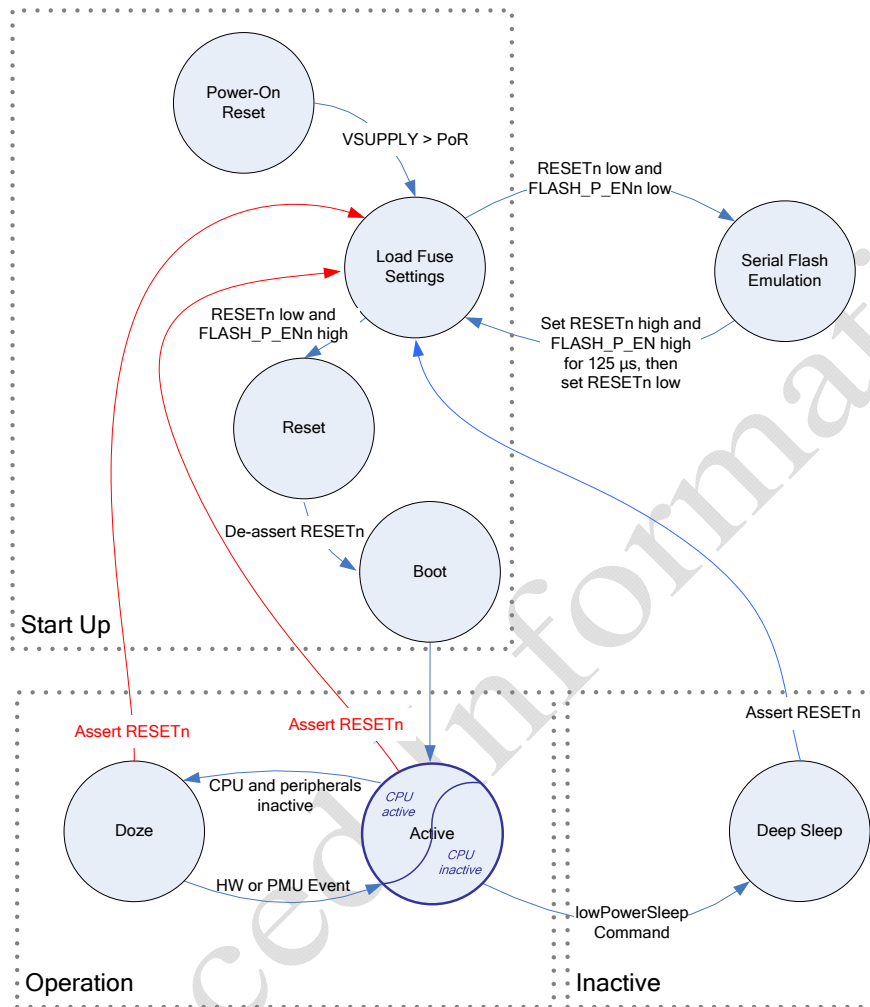 Power-On
Reset
VSUPPLY > PoR
RESETn low and
FLASH_P_ENn low
Load Fuse
Settings
Serial Flash
Emulation
RESETn low and
FLASH_P_ENn high
Set RESETn high and
FLASH_P_EN high
for 125 µs, then
set RESETn low
Reset
De-assert RESETn
Boot
Start Up
Assert RESETn
Assert RESETn
Assert RESETn
CPU and peripherals
inactive
CPU
active
Doze
Active
CPU
inactive
Deep Sleep
HW or PMU Event
lowPowerSleep
Command
Operation
Inactive
ced Informati